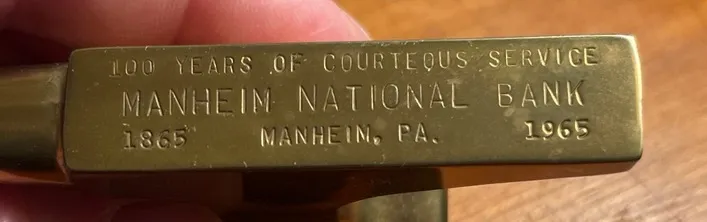 100 YEARS OF COURTEOUS SERVICE
MANHEIM NATIONAL BANK
1865 MANHEIM, PA. 1965